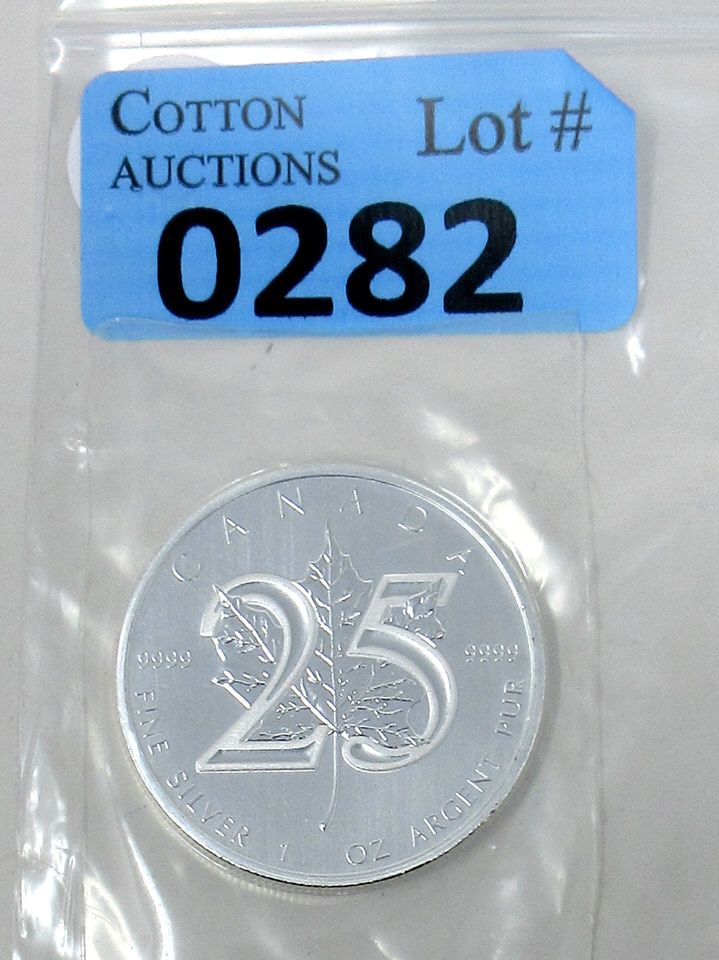 COTTON
AUCTIONS
Lot #
0282
CANADA
25
9999
9999
FINE SILVER 1 OZ ARGENT PUR